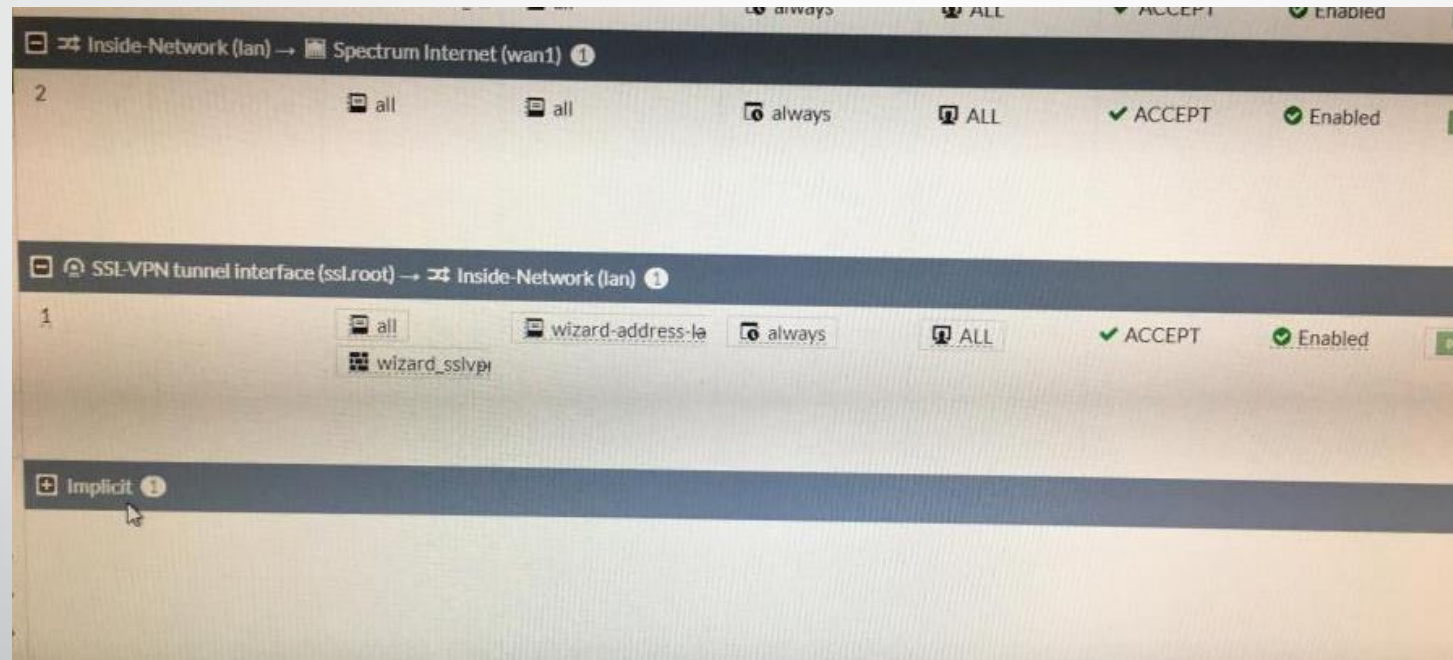 always ALL ACCEPT Enabled
Inside-Network (lan) → Spectrum Internet (wan1) 1
2 all all always ALL ACCEPT Enabled
SSL-VPN tunnel interface (ssl.root) → Inside-Network (lan) 1
1 all wizard-address-la always ALL ACCEPT Enabled
wizard_sslvp
Implicit 1